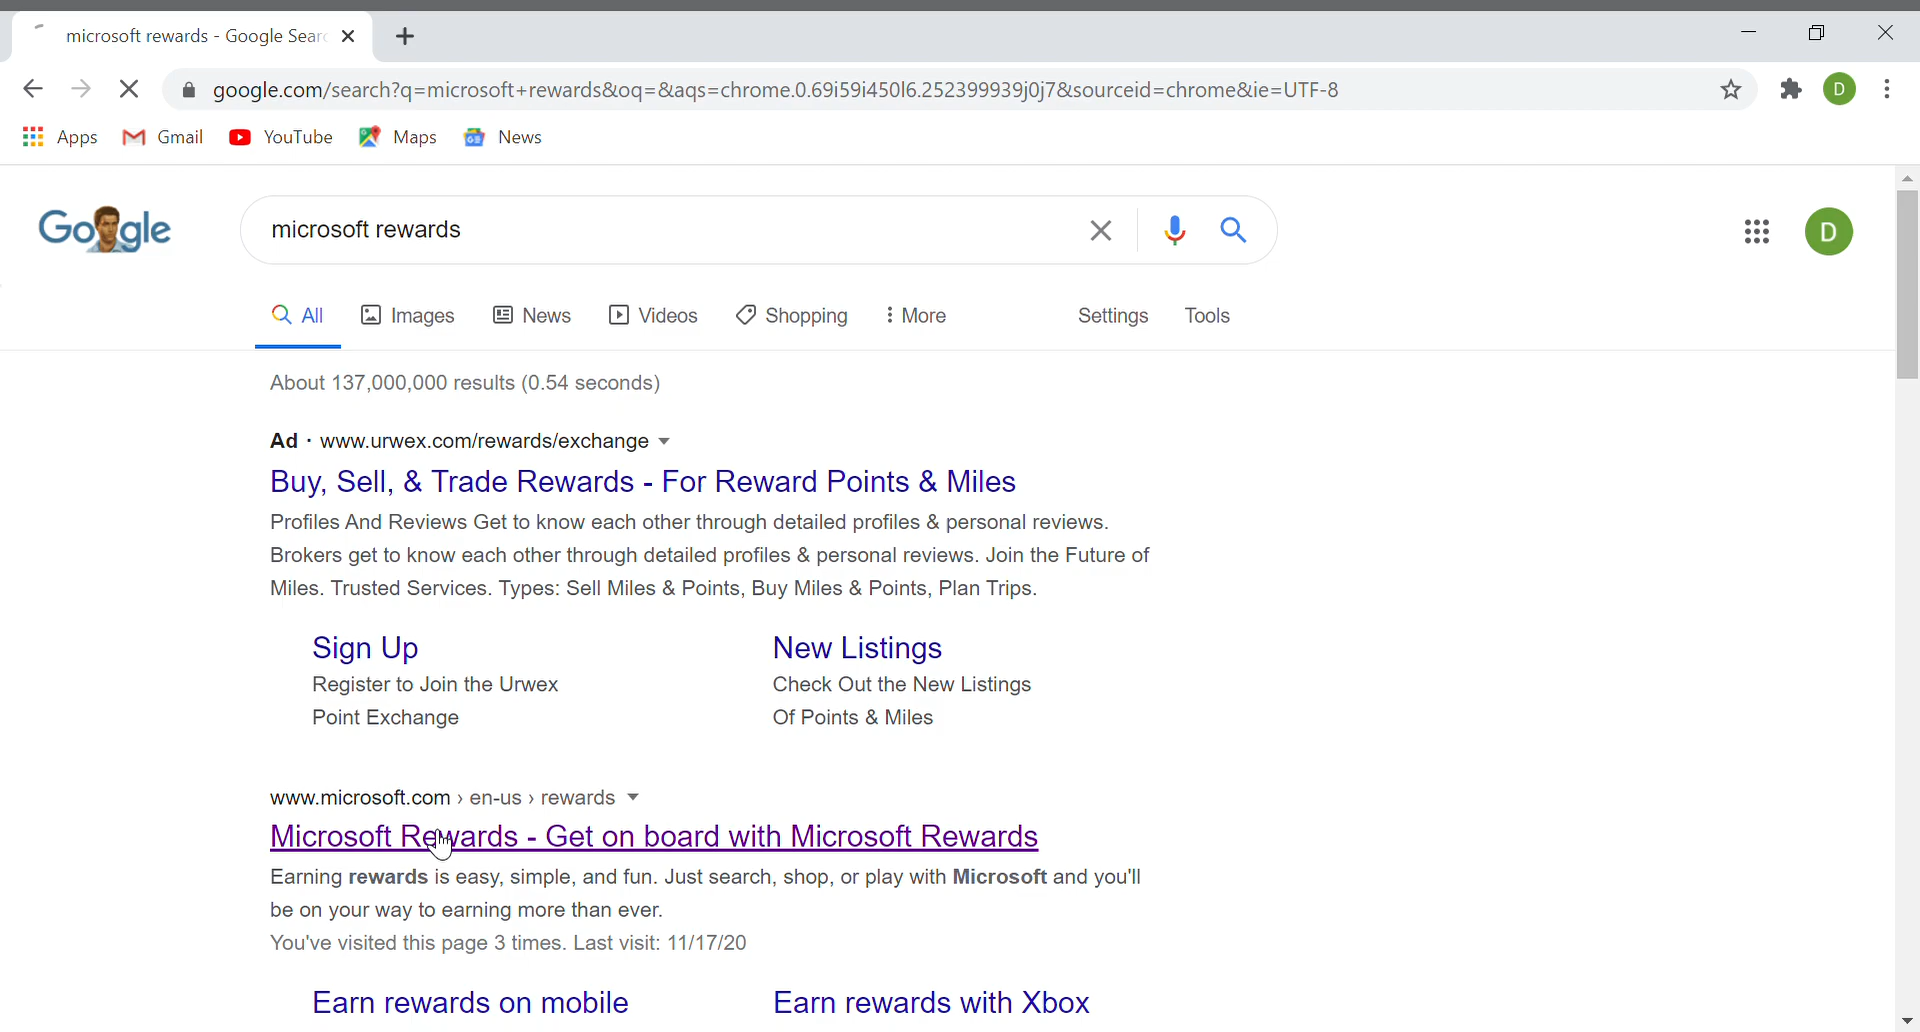 microsoft rewards - Google Sear
google.com/search?q=microsoft+rewards&oq=&aqs=chrome.0.69i59i450l6.252399939j0j7&sourceid=chrome&ie=UTF-8
D
Apps Gmail YouTube Maps News
Google microsoft rewards D
All Images News Videos Shopping More Settings Tools
About 137,000,000 results (0.54 seconds)
Ad · www.urwex.com/rewards/exchange
Buy, Sell, & Trade Rewards - For Reward Points & Miles
Profiles And Reviews Get to know each other through detailed profiles & personal reviews.
Brokers get to know each other through detailed profiles & personal reviews. Join the Future of
Miles. Trusted Services. Types: Sell Miles & Points, Buy Miles & Points, Plan Trips.
Sign Up
Register to Join the Urwex
Point Exchange
New Listings
Check Out the New Listings
Of Points & Miles
www.microsoft.com › en-us › rewards
Microsoft Rewards - Get on board with Microsoft Rewards
Earning rewards is easy, simple, and fun. Just search, shop, or play with Microsoft and you'll
be on your way to earning more than ever.
You've visited this page 3 times. Last visit: 11/17/20
Earn rewards on mobile Earn rewards with Xbox